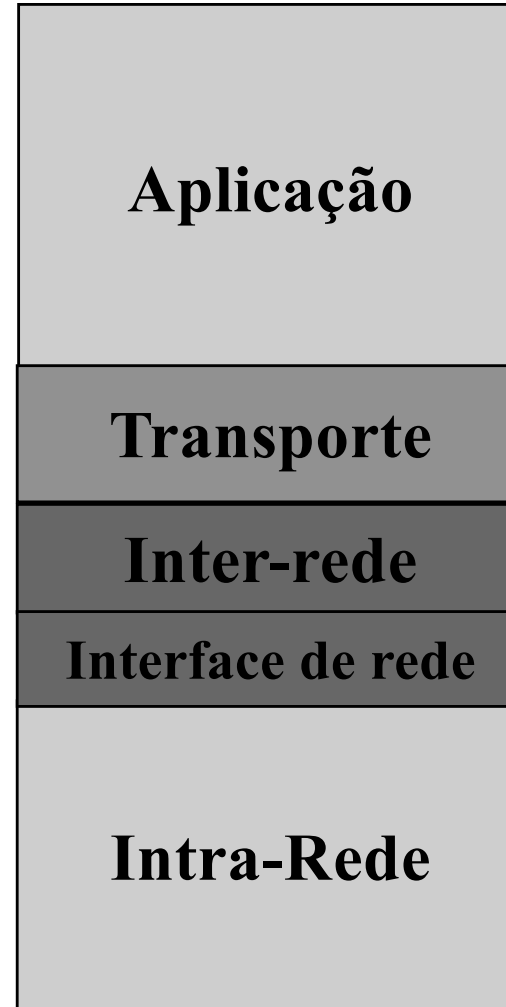 Aplicação
Transporte
Inter-rede
Interface de rede
Intra-Rede